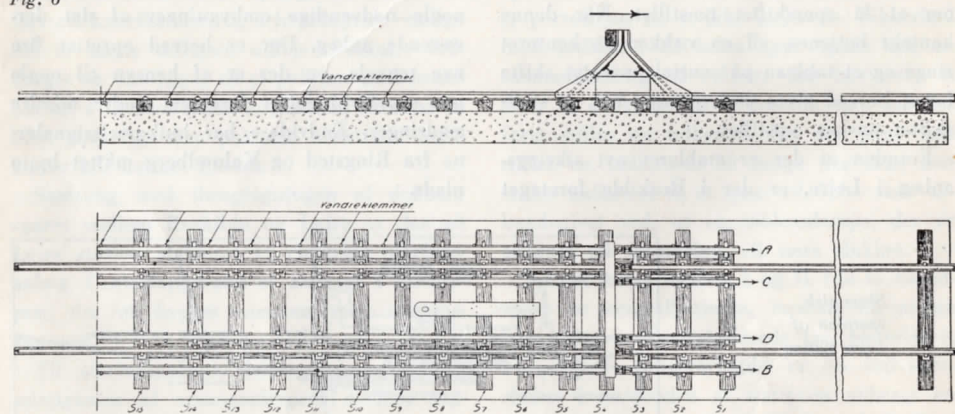 Fig. 6
Vandreklemmer
Vandreklemmer
A
C
D
B
S15 S14 S13 S12 S11 S10 S9 S8 S7 S6 S5 S4 S3 S2 S1